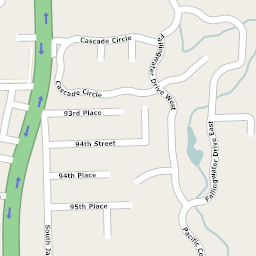 Cascade Circle
Fallingwater Drive West
Cascade Circle
93rd Place
94th Street
Fallingwater Drive East
94th Place
95th Place
South Ja
Pacific Co